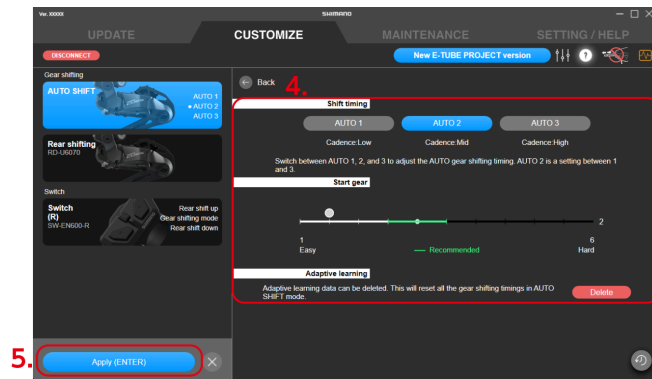 Ver. XXXXX
SHIMANO
UPDATE
CUSTOMIZE
MAINTENANCE
SETTING / HELP
DISCONNECT
New E-TUBE PROJECT version
?
Gear shifting
AUTO SHIFT
AUTO 1
AUTO 2
AUTO 3
Rear shifting
RD-U6070
Switch
Switch
(R)
SW-EN600-R
Rear shift up
Gear shifting mode
Rear shift down
5.
Apply (ENTER)
Back
4.
Shift timing
AUTO 1
AUTO 2
AUTO 3
Cadence:Low
Cadence:Mid
Cadence:High
Switch between AUTO 1, 2, and 3 to adjust the AUTO gear shifting timing. AUTO 2 is a setting between 1
and 3.
Start gear
2
1
6
Easy
Recommended
Hard
Adaptive learning
Adaptive learning data can be deleted. This will reset all the gear shifting timings in AUTO
SHIFT mode.
Delete